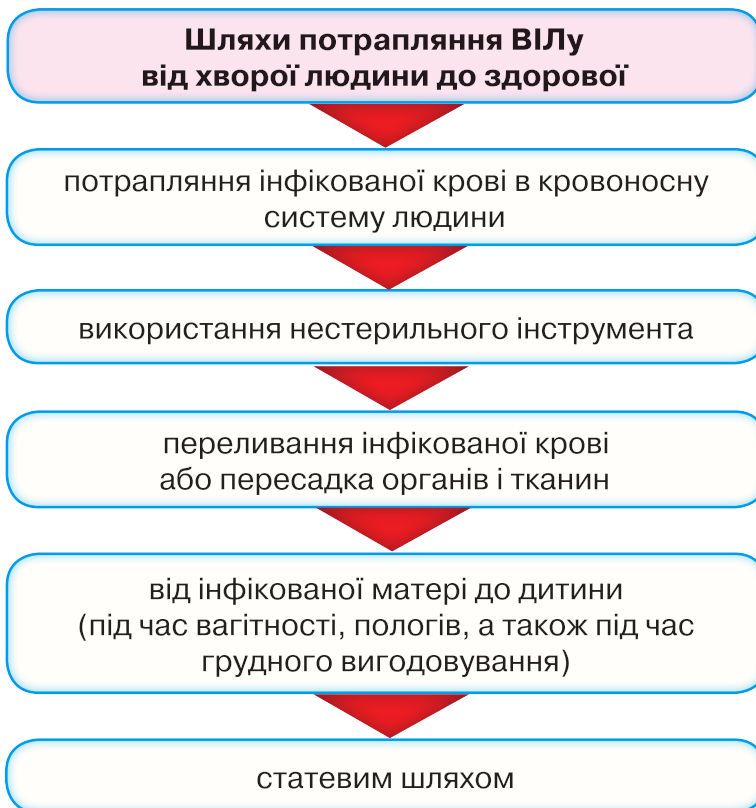 Шляхи потрапляння ВІЛу
від хворої людини до здорової
потрапляння інфікованої крові в кровоносну
систему людини
використання нестерильного інструмента
переливання інфікованої крові
або пересадка органів і тканин
від інфікованої матері до дитини
(під час вагітності, пологів, а також під час
грудного вигодовування)
статевим шляхом